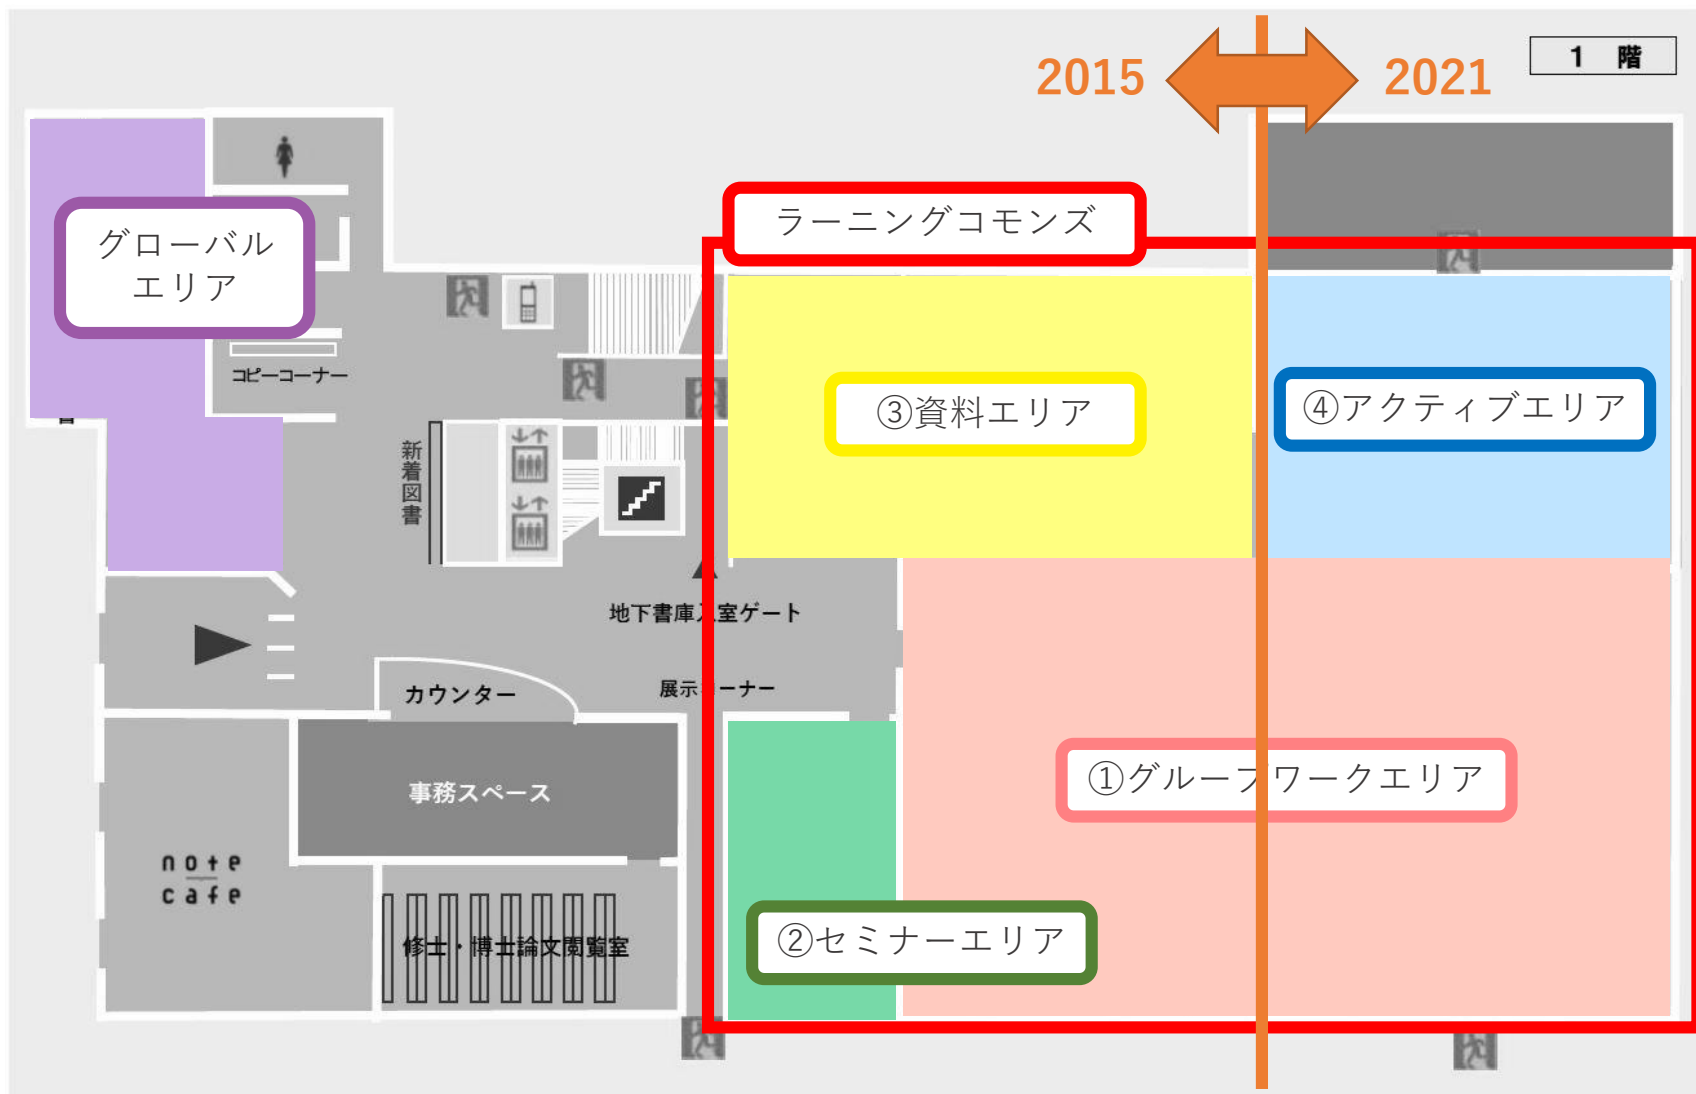 2015
2021
1 階
ラーニングコモンズ
グローバル
エリア
コピーコーナー
③資料エリア
④アクティブエリア
新着図書
地下書庫入室ゲート
カウンター
展示コーナー
①グループワークエリア
事務スペース
note
cafe
②セミナーエリア
修士・博士論文閲覧室